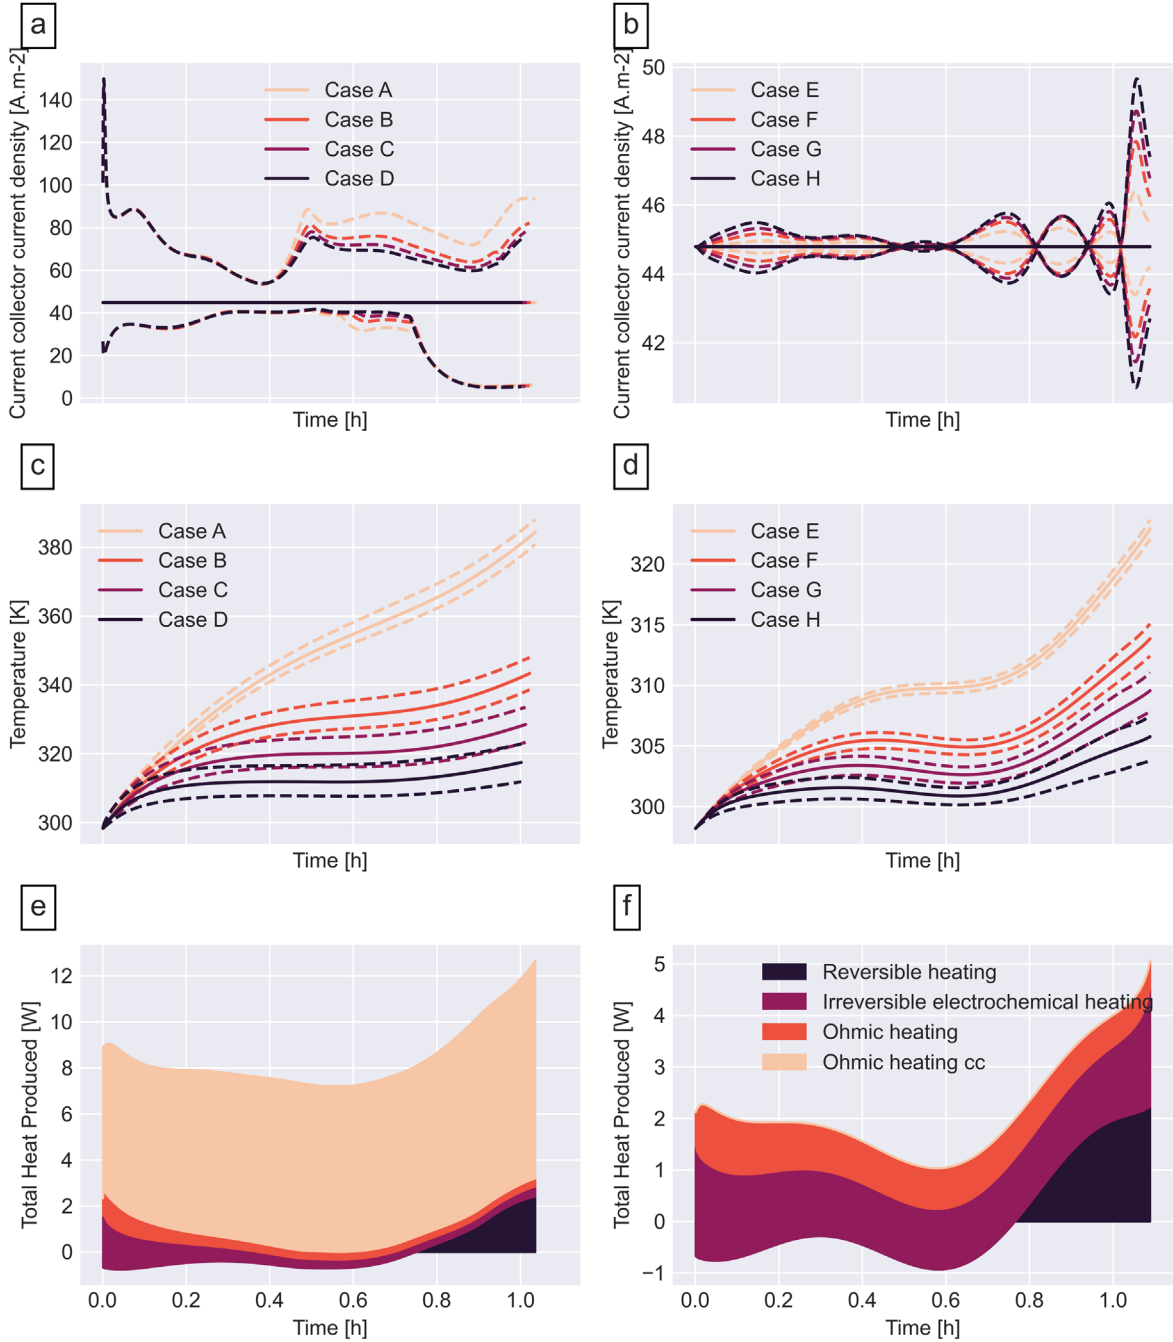 a
Current collector current density [A.m-2]
140
120
100
80
60
40
20
0
Case A
Case B
Case C
Case D
Time [h]
b
Current collector current density [A.m-2]
50
48
46
44
42
Case E
Case F
Case G
Case H
Time [h]
c
Temperature [K]
380
360
340
320
300
Case A
Case B
Case C
Case D
Time [h]
d
Temperature [K]
320
315
310
305
300
Case E
Case F
Case G
Case H
Time [h]
e
Total Heat Produced [W]
12
10
8
6
4
2
0
0.0 0.2 0.4 0.6 0.8 1.0
Time [h]
f
Total Heat Produced [W]
5
4
3
2
1
0
−1
Reversible heating
Irreversible electrochemical heating
Ohmic heating
Ohmic heating cc
0.0 0.2 0.4 0.6 0.8 1.0
Time [h]